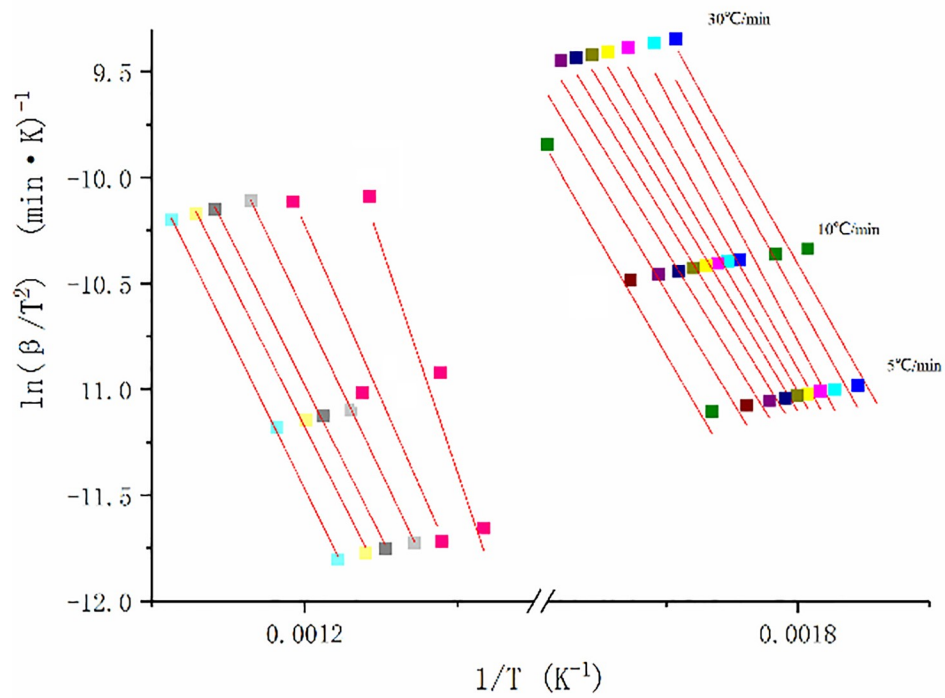 30℃/min
9.5
-10.0
10℃/min
-10.5
5℃/min
-11.0
-11.5
-12.0
0.0012
0.0018
1/T (K⁻¹)
ln(β/T²) (min·K)⁻¹